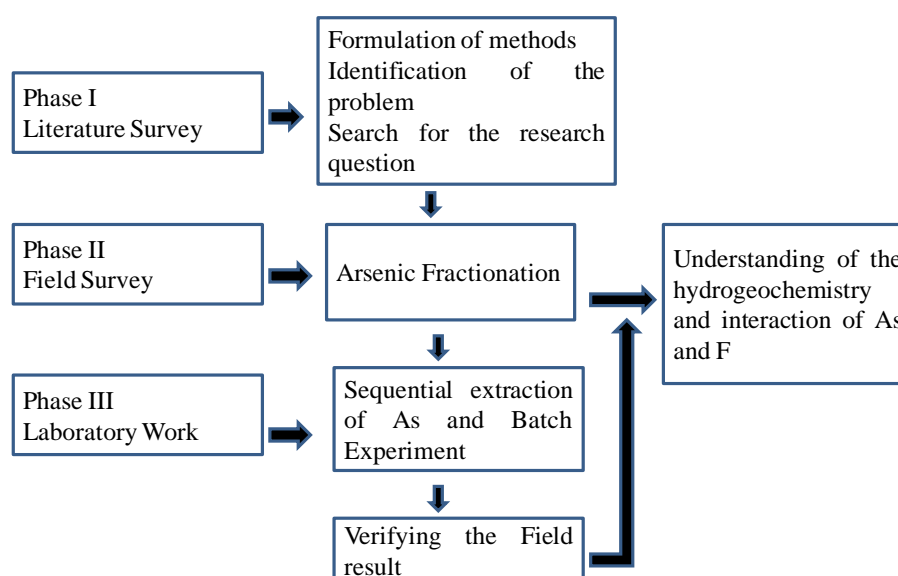 Phase I
Literature Survey
Formulation of methods
Identification of the
problem
Search for the research
question
Phase II
Field Survey
Arsenic Fractionation
Understanding of the
hydrogeochemistry
and interaction of As
and F
Phase III
Laboratory Work
Sequential extraction
of As and Batch
Experiment
Verifying the Field
result